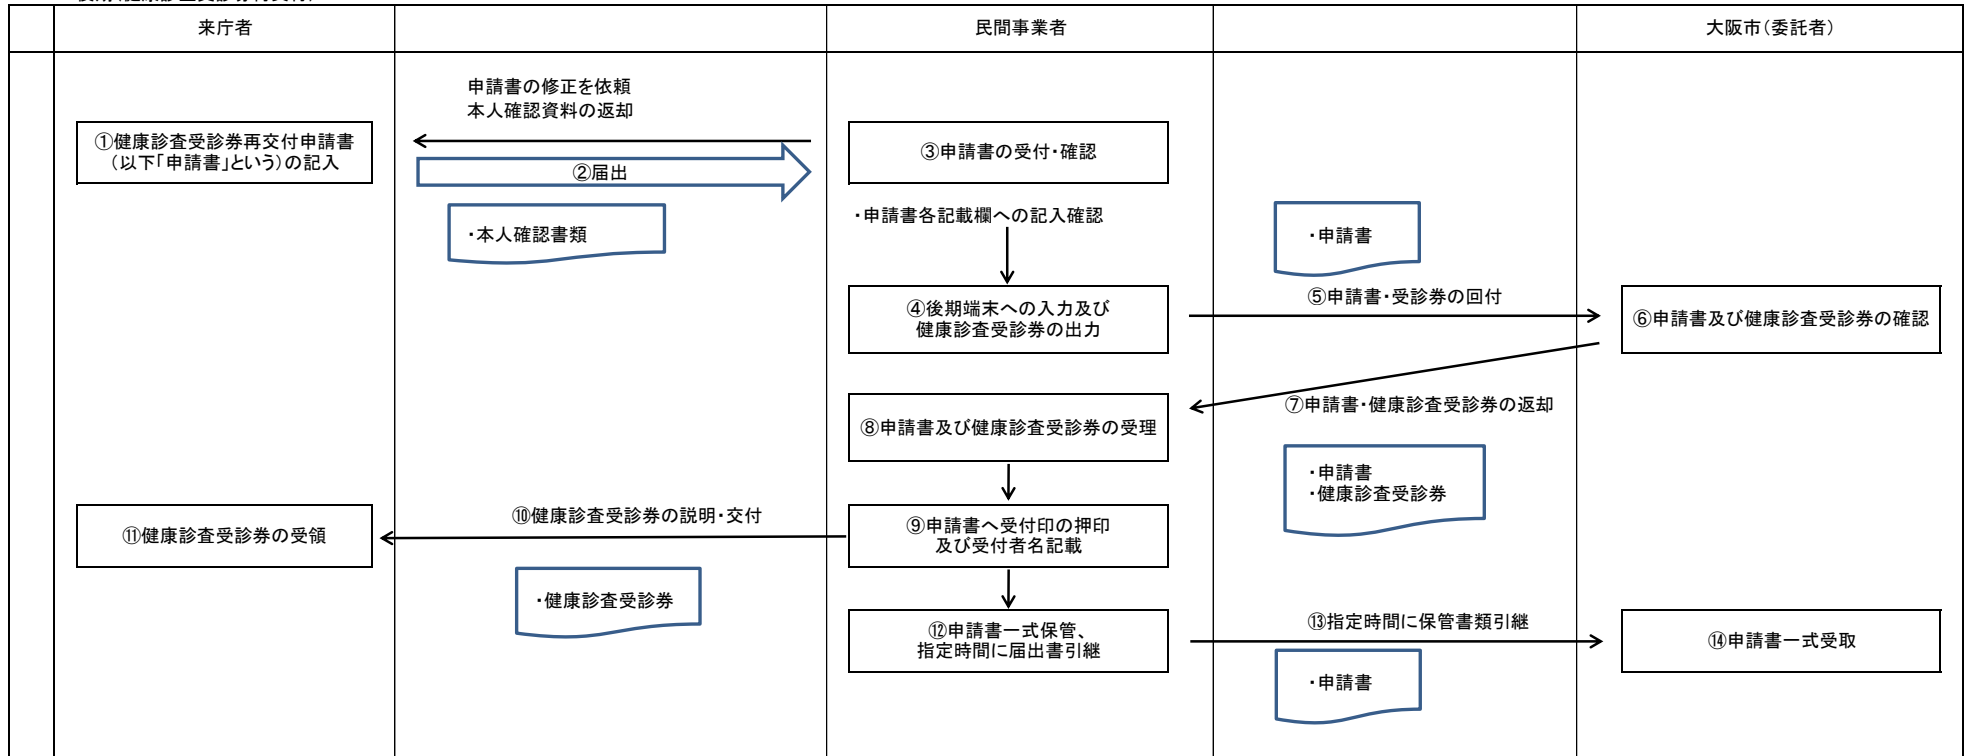 来庁者
民間事業者
大阪市(委託者)
申請書の修正を依頼
本人確認資料の返却
①健康診査受診券再交付申請書
(以下「申請書」という)の記入
②届出
③申請書の受付・確認
・本人確認書類
・申請書各記載欄への記入確認
・申請書
④後期端末への入力及び
健康診査受診券の出力
⑤申請書・受診券の回付
⑥申請書及び健康診査受診券の確認
⑦申請書・健康診査受診券の返却
⑧申請書及び健康診査受診券の受理
・申請書
・健康診査受診券
⑨申請書へ受付印の押印
及び受付者名記載
⑩健康診査受診券の説明・交付
⑪健康診査受診券の受領
・健康診査受診券
⑫申請書一式保管、
指定時間に届出書引継
⑬指定時間に保管書類引継
⑭申請書一式受取
・申請書